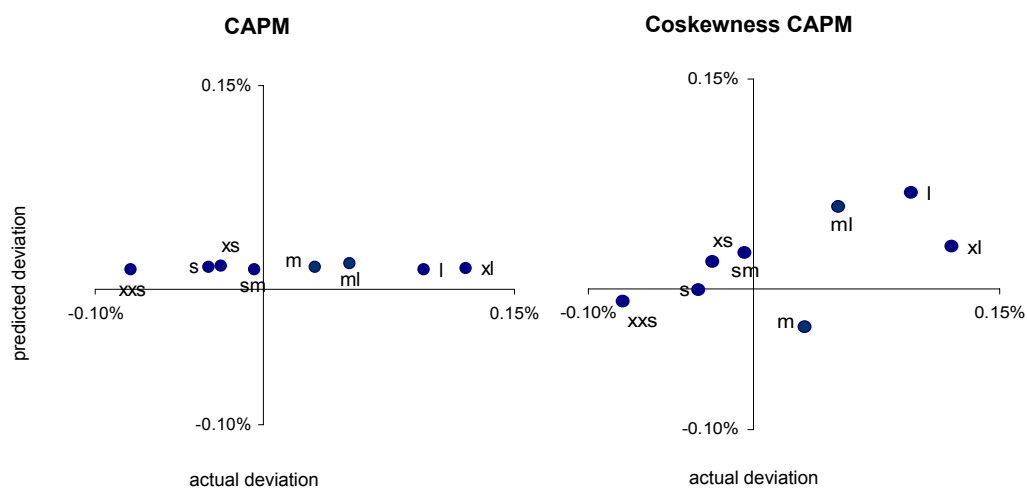 CAPM
0.15%
predicted deviation
xxs
s
xs
sm
m
ml
l
xl
-0.10%
0.15%
-0.10%
actual deviation
Coskewness CAPM
0.15%
xxs
s
xs
sm
m
ml
l
xl
-0.10%
0.15%
-0.10%
actual deviation